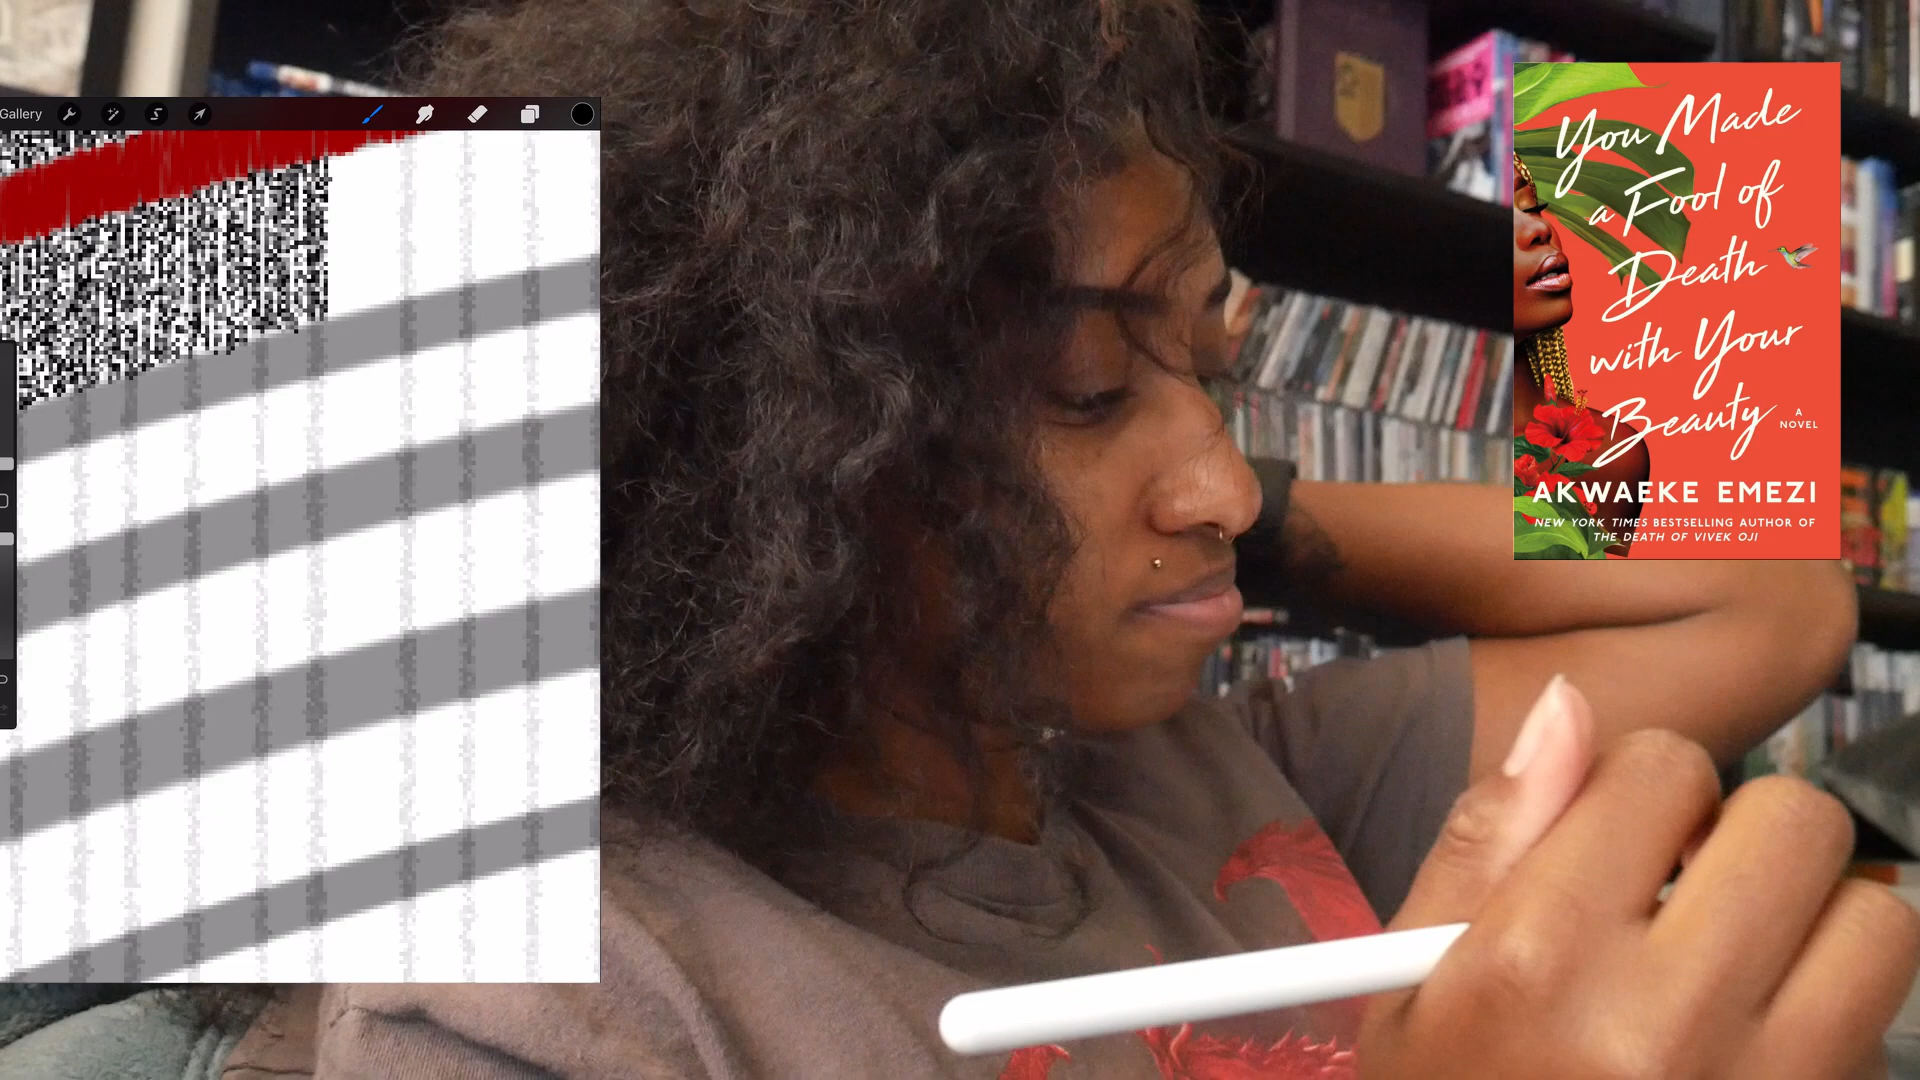 Gallery
You Made
a Fool of
Death
with Your
Beauty
A
NOVEL
AKWAEKE EMEZI
NEW YORK TIMES BESTSELLING AUTHOR OF
THE DEATH OF VIVEK OJI